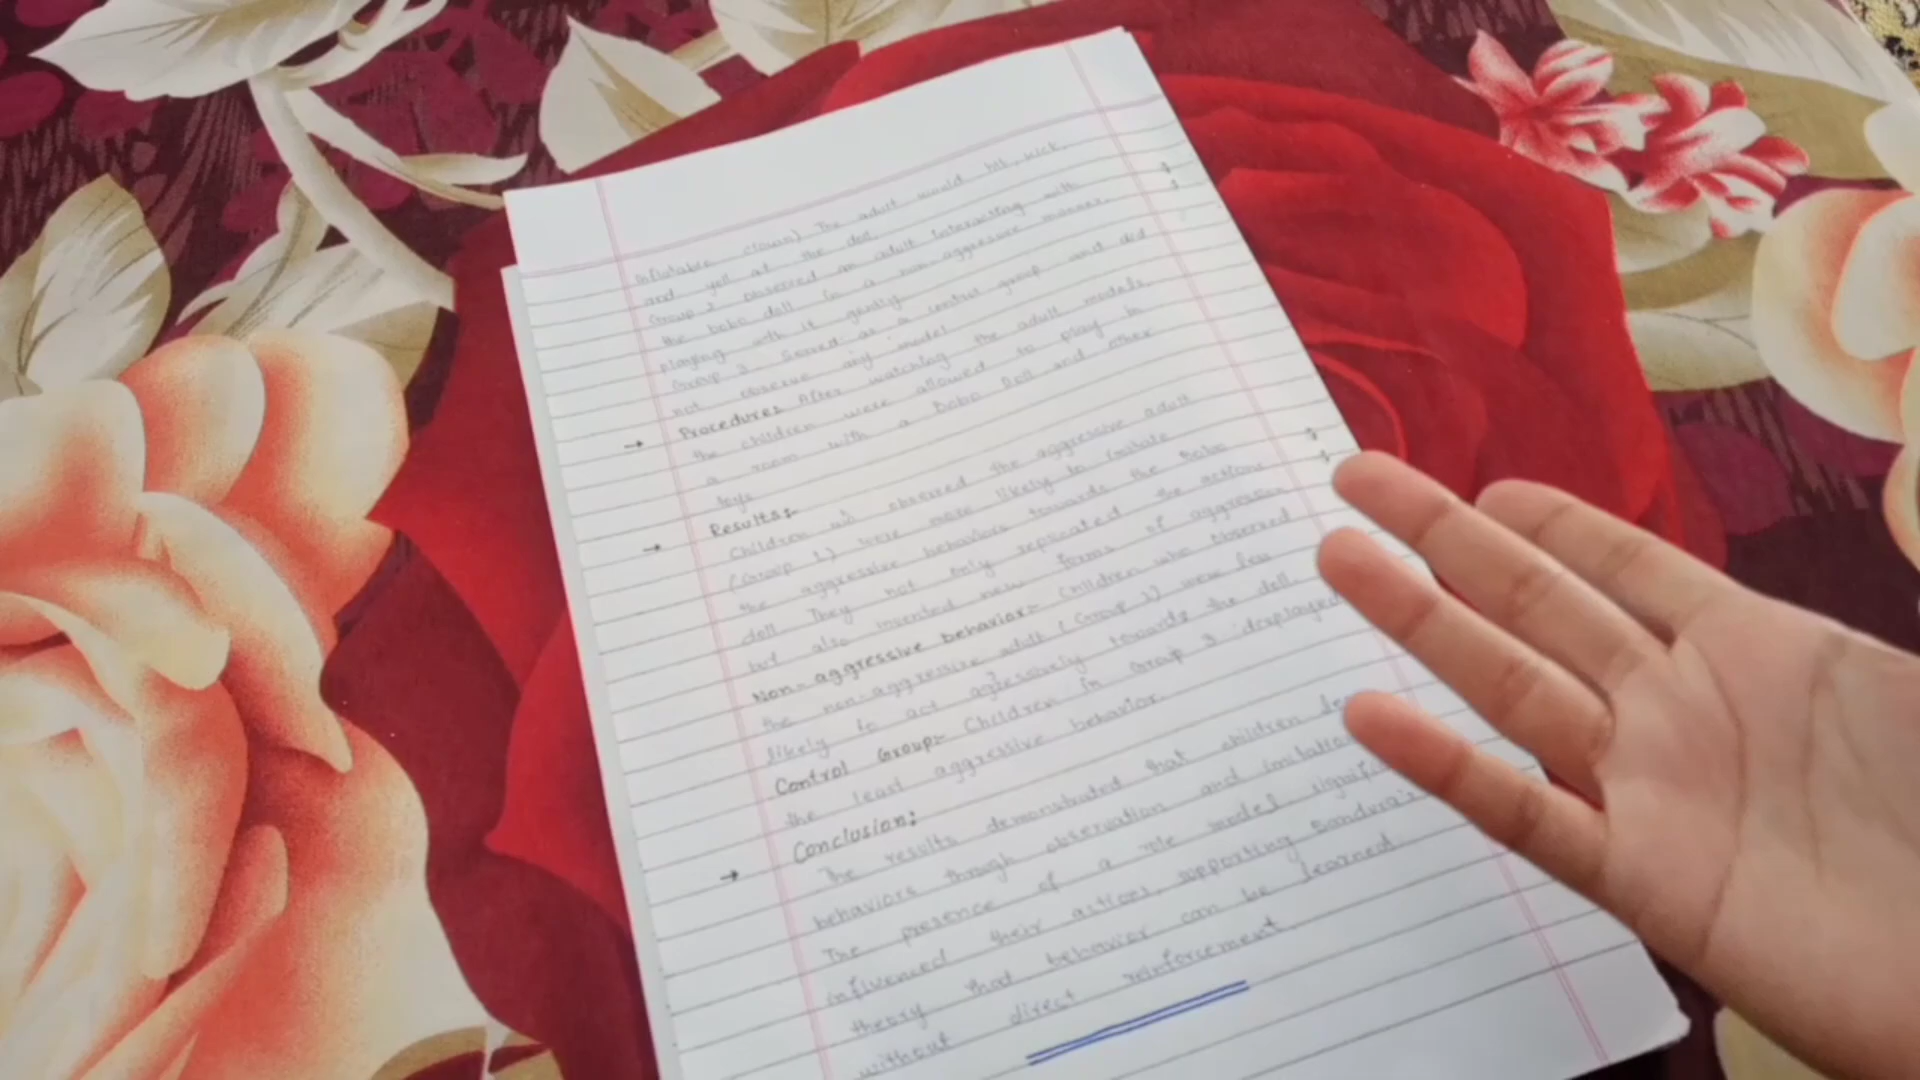 inflatable clown) The adult would hit, kick,
and yell at the doll.
Group 2 observed an adult interacting with
the bobo doll in a non-aggressive manner,
playing with it gently
Group 3 Served as a control group and did
not observe any model
→ Procedure: After watching the adult models,
the children were allowed to play in
a room with a Bobo Doll and other
toys
→ Results:-
Children observed the aggressive adult
(Group 1) were more likely to imitate
the aggressive behaviors towards the Bobo
doll. They not only replicated the actions
but also invented new forms of aggression
Non-aggressive behavior:- Children who observed
the non-aggressive adult (Group 2) were few
likely to act agressively towards the doll.
Control Group:- Children in Group 3 displayed
the least aggressive behavior.
→ Conclusion:
The results demonstrated that children
behaviors through observation and imitation
The presence of a role model
influenced their actions, supporting Bandura's
theory that behavior can be learned
without direct reinforcement.